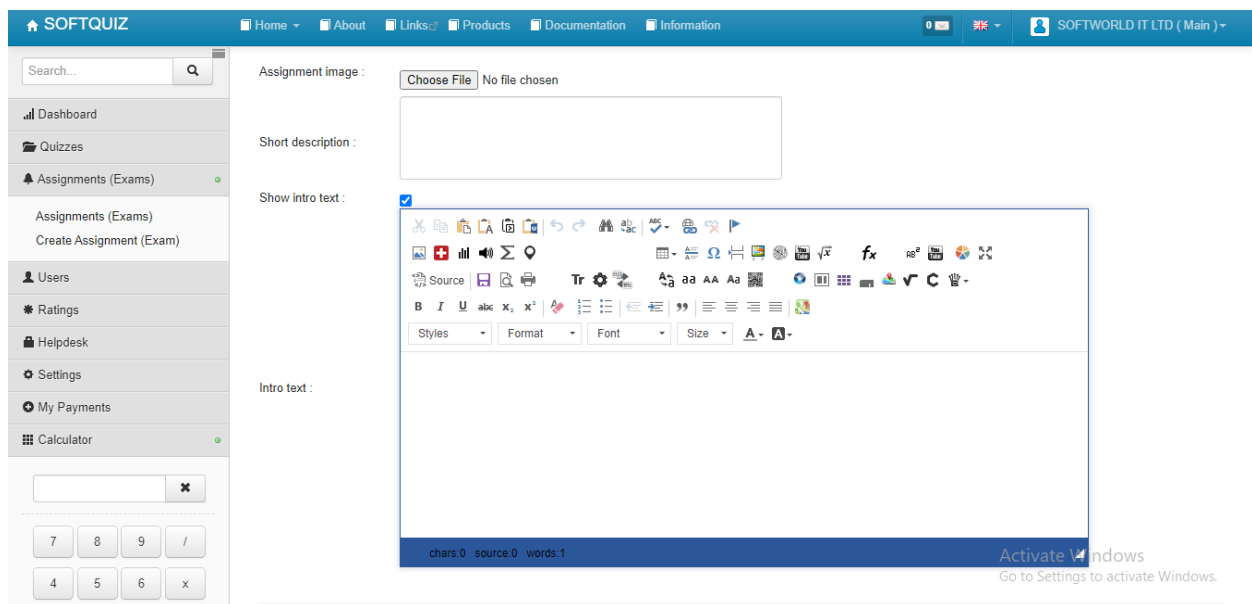 SOFTQUIZ
Home
About
Links
Products
Documentation
Information
0
SOFTWORLD IT LTD ( Main )
Search...
Dashboard
Quizzes
Assignments (Exams)
Assignments (Exams)
Create Assignment (Exam)
Users
Ratings
Helpdesk
Settings
My Payments
Calculator
7 8 9 /
4 5 6 x
Assignment image :
Choose File No file chosen
Short description :
Show intro text :
Source
Tr
aa AA Aa
B I U abc x₂ x²
Styles Format Font Size A A
Intro text :
chars:0 source:0 words:1
Activate Windows
Go to Settings to activate Windows.